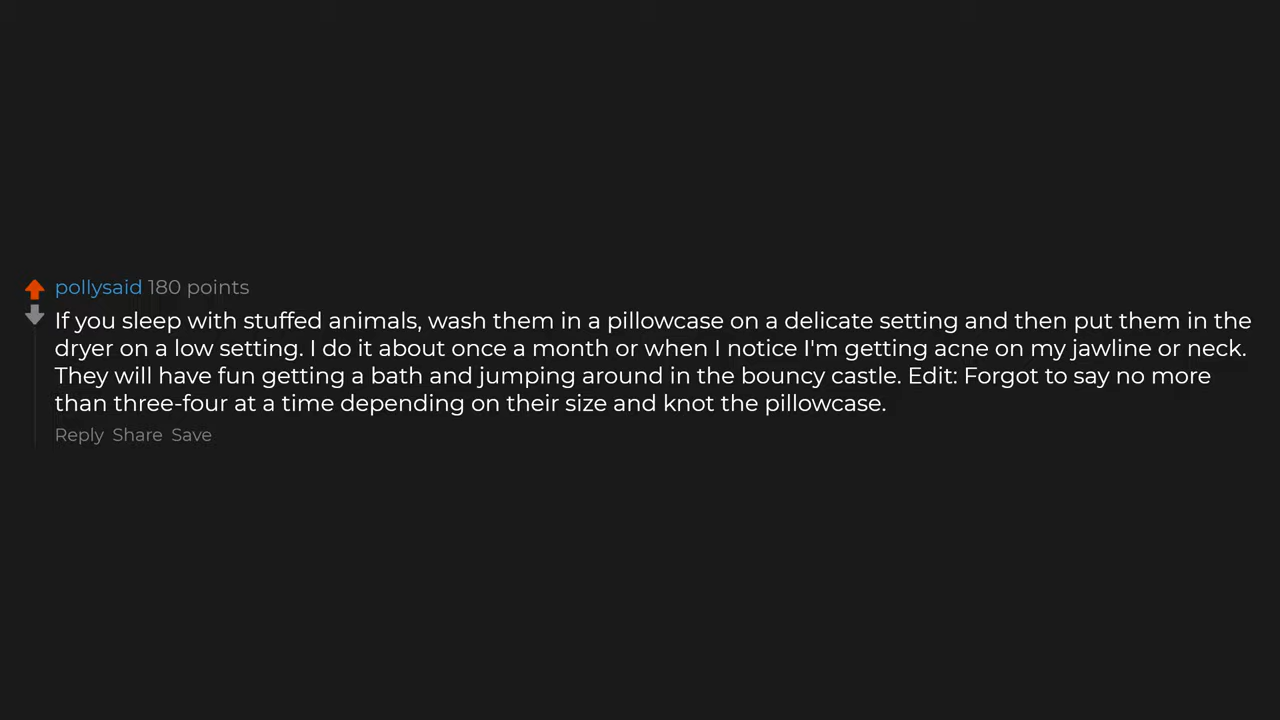 pollysaid 180 points
If you sleep with stuffed animals, wash them in a pillowcase on a delicate setting and then put them in the
dryer on a low setting. I do it about once a month or when I notice I'm getting acne on my jawline or neck.
They will have fun getting a bath and jumping around in the bouncy castle. Edit: Forgot to say no more
than three-four at a time depending on their size and knot the pillowcase.
Reply Share Save